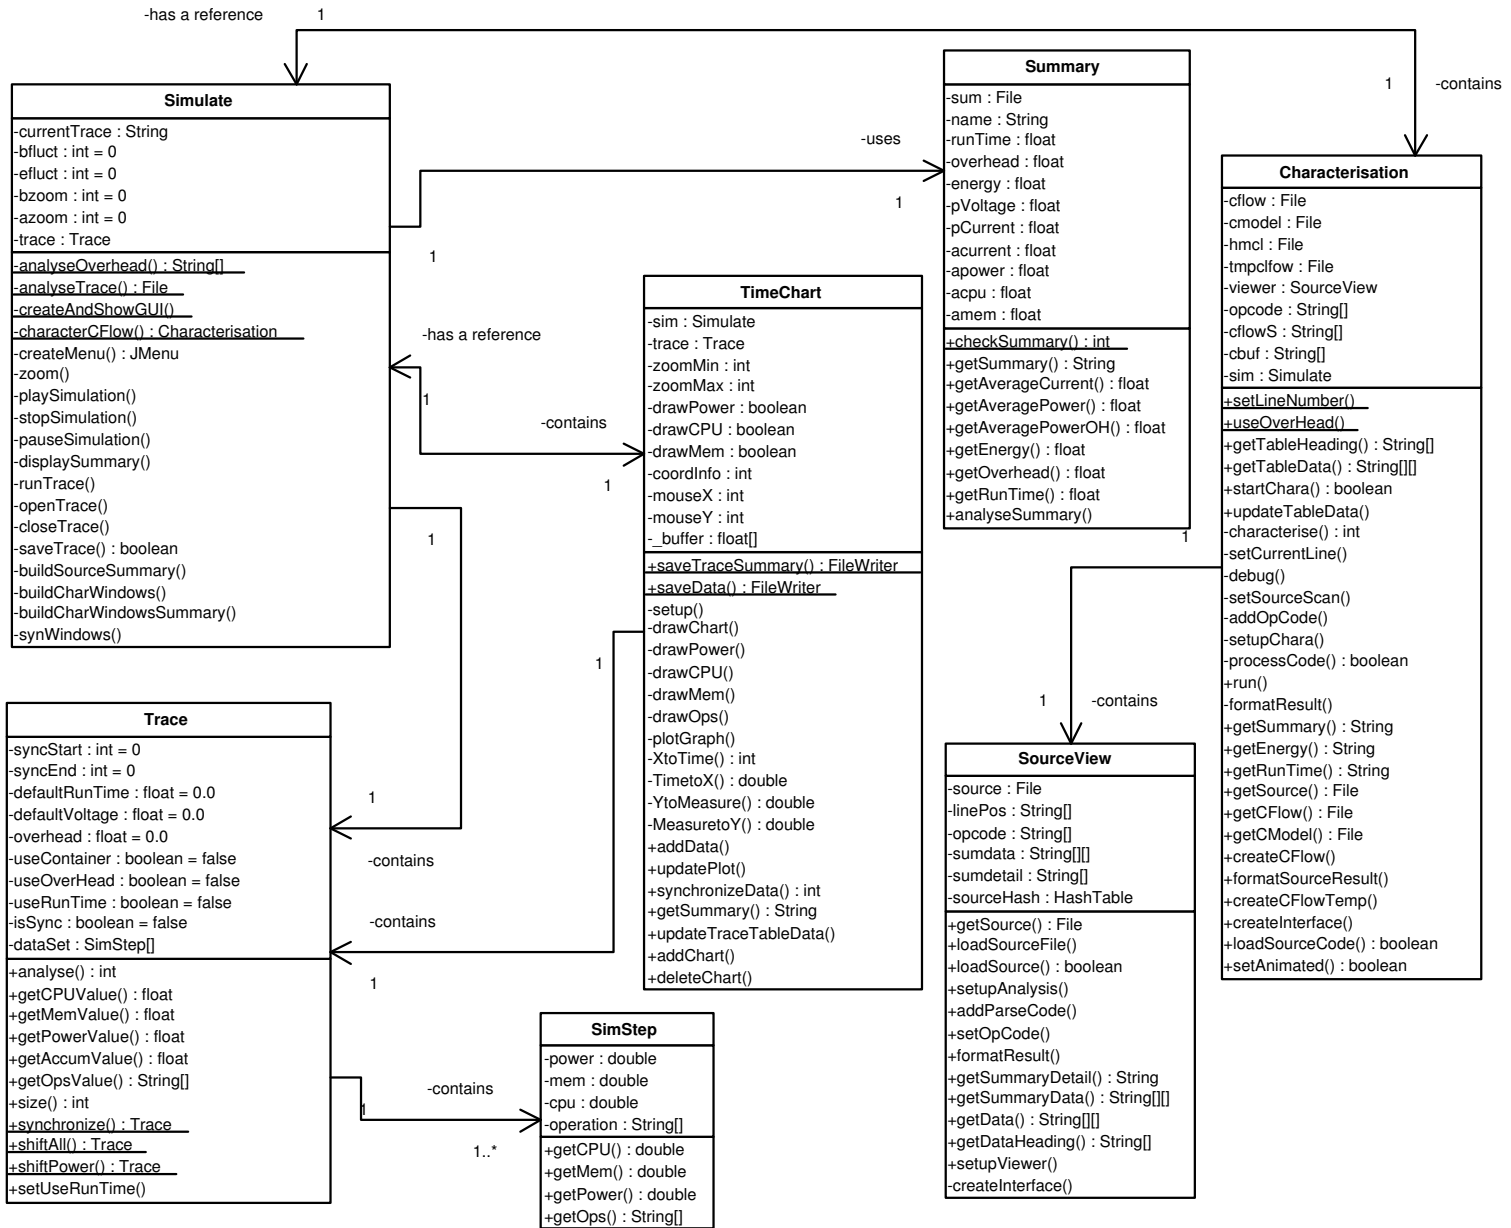 -has a reference
1
1
-contains
Simulate
-currentTrace : String
-bfluct : int = 0
-efluct : int = 0
-bzoom : int = 0
-azoom : int = 0
-trace : Trace
-analyseOverhead() : String[]
-analyseTrace() : File
-createAndShowGUI()
-characterCFlow() : Characterisation
-createMenu() : JMenu
-zoom()
-playSimulation()
-stopSimulation()
-pauseSimulation()
-displaySummary()
-runTrace()
-openTrace()
-closeTrace()
-saveTrace() : boolean
-buildSourceSummary()
-buildCharWindows()
-buildCharWindowsSummary()
-synWindows()
-uses
1
1
-has a reference
1
-contains
1
1
1
-contains
Summary
-sum : File
-name : String
-runTime : float
-overhead : float
-energy : float
-pVoltage : float
-pCurrent : float
-acurrent : float
-apower : float
-acpu : float
-amem : float
+checkSummary() : int
+getSummary() : String
+getAverageCurrent() : float
+getAveragePower() : float
+getAveragePowerOH() : float
+getEnergy() : float
+getOverhead() : float
+getRunTime() : float
+analyseSummary()
Characterisation
-cflow : File
-cmodel : File
-hmcl : File
-tmpclfow : File
-viewer : SourceView
-opcode : String[]
-cflowS : String[]
-cbuf : String[]
-sim : Simulate
+setLineNumber()
+useOverHead()
+getTableHeading() : String[]
+getTableData() : String[][]
+startChara() : boolean
+updateTableData()
-characterise() : int
-setCurrentLine()
-debug()
-setSourceScan()
-addOpCode()
-setupChara()
-processCode() : boolean
+run()
-formatResult()
+getSummary() : String
+getEnergy() : String
+getRunTime() : String
+getSource() : File
+getCFlow() : File
+getCModel() : File
+createCFlow()
+formatSourceResult()
+createCFlowTemp()
+createInterface()
+loadSourceCode() : boolean
+setAnimated() : boolean
TimeChart
-sim : Simulate
-trace : Trace
-zoomMin : int
-zoomMax : int
-drawPower : boolean
-drawCPU : boolean
-drawMem : boolean
-coordInfo : int
-mouseX : int
-mouseY : int
-_buffer : float[]
+saveTraceSummary() : FileWriter
+saveData() : FileWriter
-setup()
-drawChart()
-drawPower()
-drawCPU()
-drawMem()
-drawOps()
-plotGraph()
-XtoTime() : int
-TimetoX() : double
-YtoMeasure() : double
-MeasuretoY() : double
+addData()
+updatePlot()
+synchronizeData() : int
+getSummary() : String
+updateTraceTableData()
+addChart()
+deleteChart()
1
-contains
1
1
1
-contains
Trace
-syncStart : int = 0
-syncEnd : int = 0
-defaultRunTime : float = 0.0
-defaultVoltage : float = 0.0
-overhead : float = 0.0
-useContainer : boolean = false
-useOverHead : boolean = false
-useRunTime : boolean = false
-isSync : boolean = false
-dataSet : SimStep[]
+analyse() : int
+getCPUValue() : float
+getMemValue() : float
+getPowerValue() : float
+getAccumValue() : float
+getOpsValue() : String[]
+size() : int
+synchronize() : Trace
+shiftAll() : Trace
+shiftPower() : Trace
+setUseRunTime()
-contains
1
1..*
SimStep
-power : double
-mem : double
-cpu : double
-operation : String[]
+getCPU() : double
+getMem() : double
+getPower() : double
+getOps() : String[]
SourceView
-source : File
-linePos : String[]
-opcode : String[]
-sumdata : String[][]
-sumdetail : String[]
-sourceHash : HashTable
+getSource() : File
+loadSourceFile()
+loadSource() : boolean
+setupAnalysis()
+addParseCode()
+setOpCode()
+formatResult()
+getSummaryDetail() : String
+getSummaryData() : String[][]
+getData() : String[][]
+getDataHeading() : String[]
+setupViewer()
-createInterface()